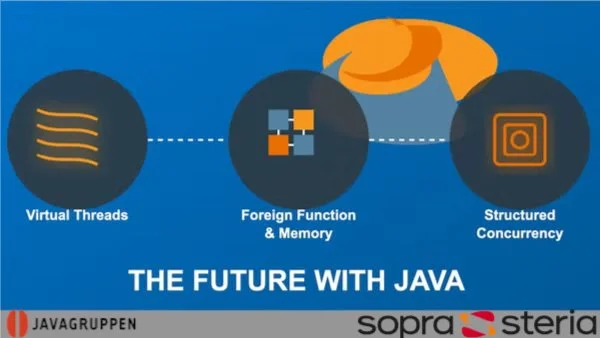 Virtual Threads
Foreign Function
& Memory
Structured
Concurrency
THE FUTURE WITH JAVA
JAVAGRUPPEN
sopra steria